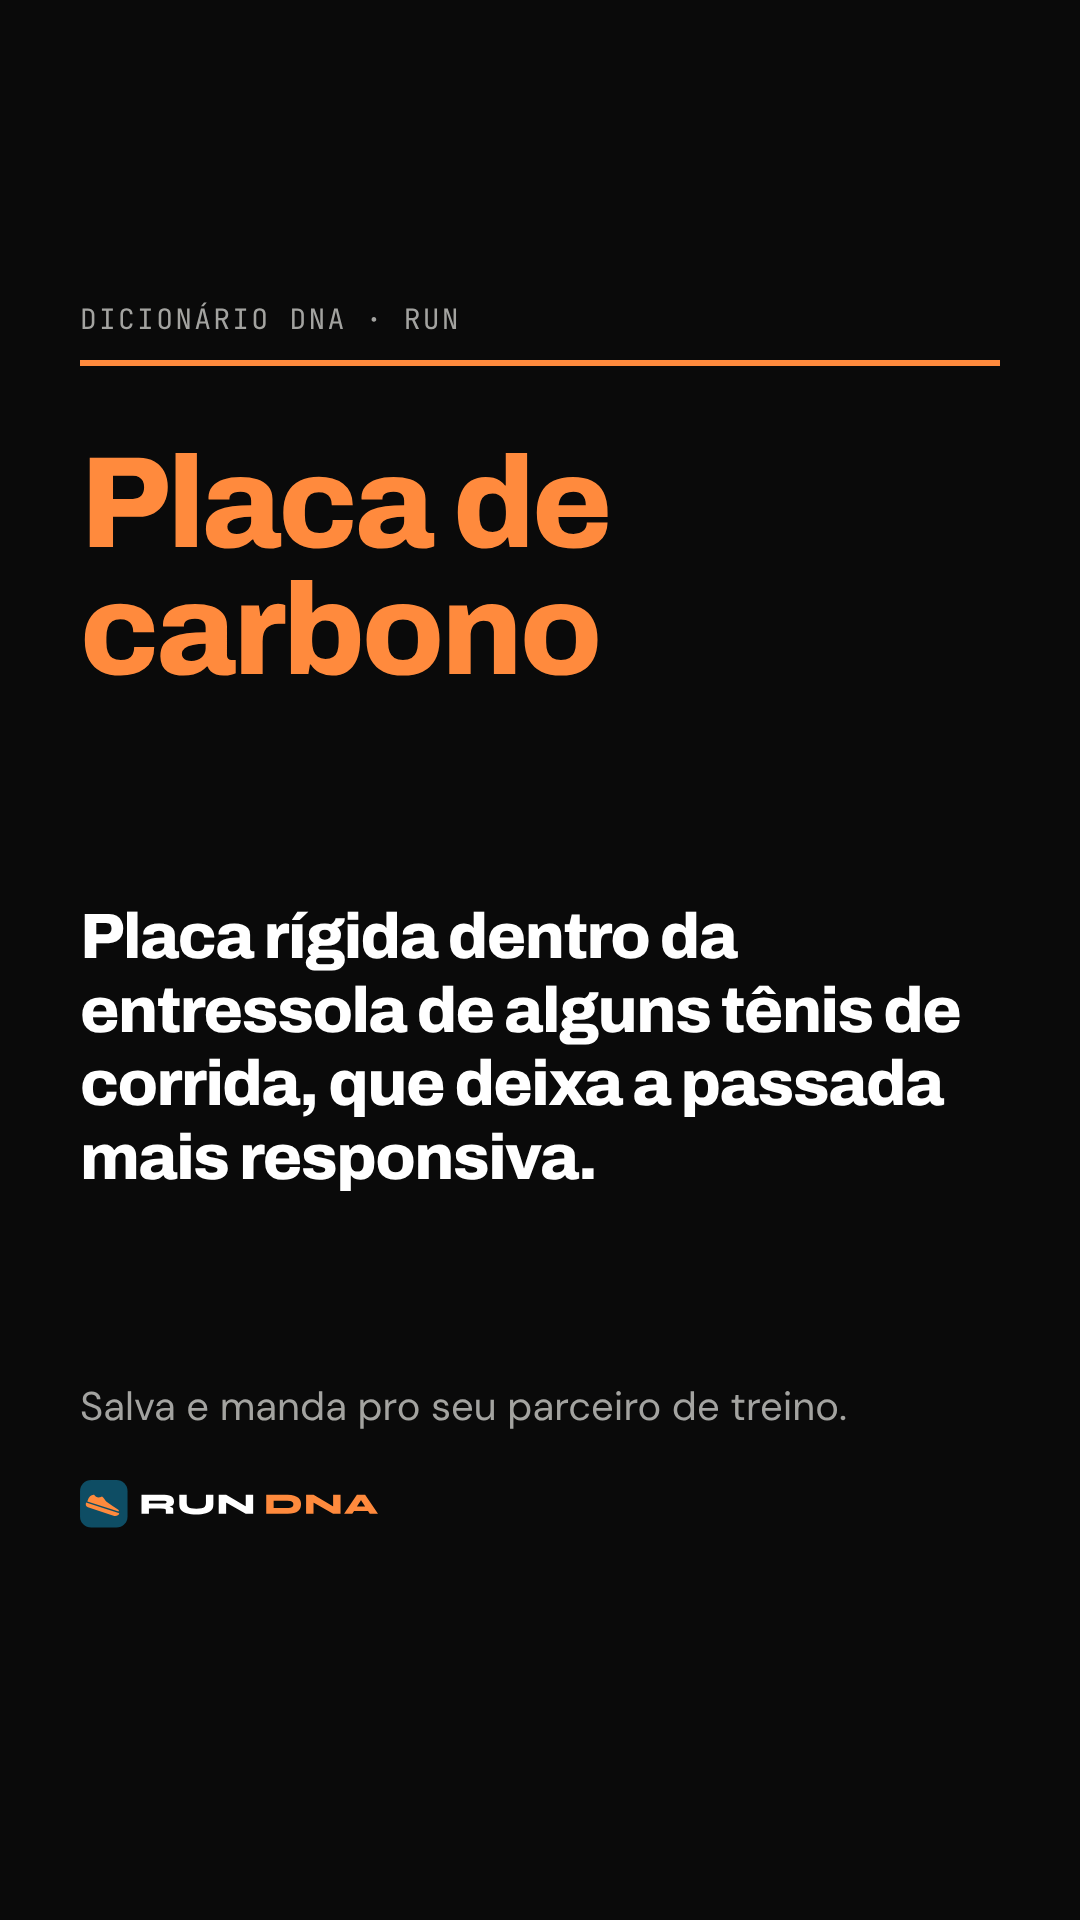 DICIONÁRIO DNA · RUN
Placa de
carbono
Placa rígida dentro da
entressola de alguns tênis de
corrida, que deixa a passada
mais responsiva.
Salva e manda pro seu parceiro de treino.
RUN DNA